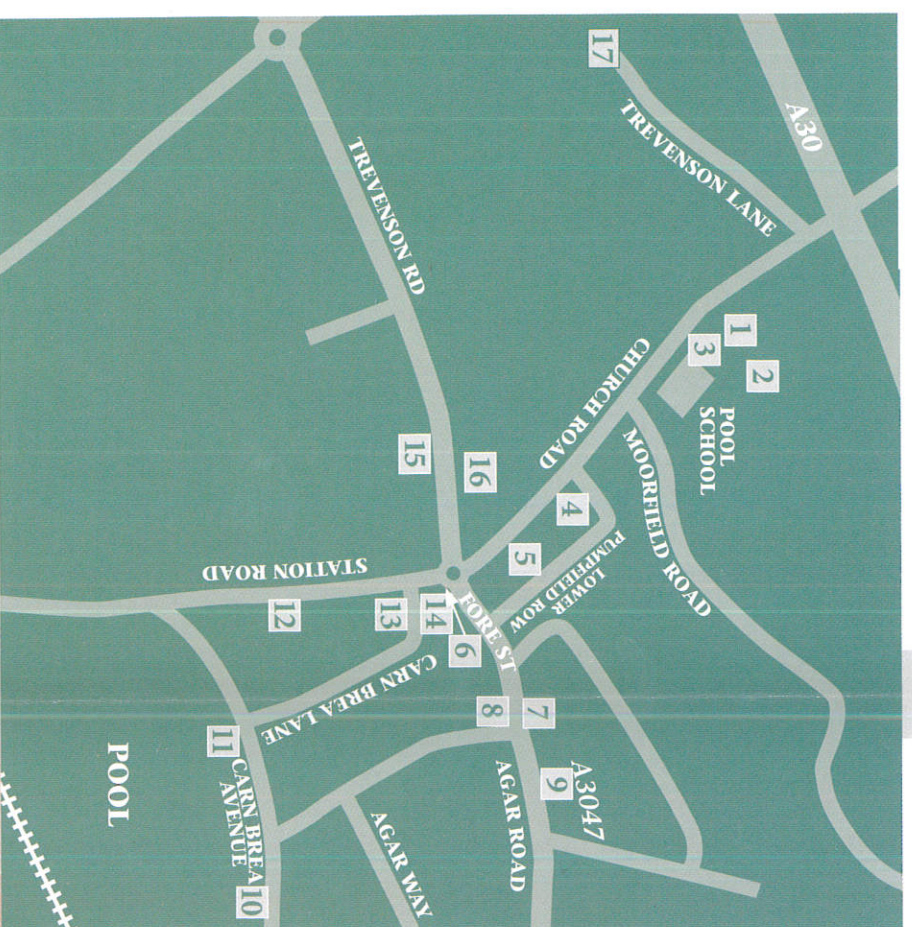 17
A30
TREVENSON LANE
TREVENSON RD
1
2
3
POOL
SCHOOL
CHURCH ROAD
MOORFIELD ROAD
15
16
4
5
LOWER
PUMPFIELD ROW
STATION ROAD
FORE ST
12
13
14
6
CARN BREA LANE
8
7
11
POOL
CARN BREA
AVENUE
AGAR ROAD
9
A3047
AGAR WAY
10